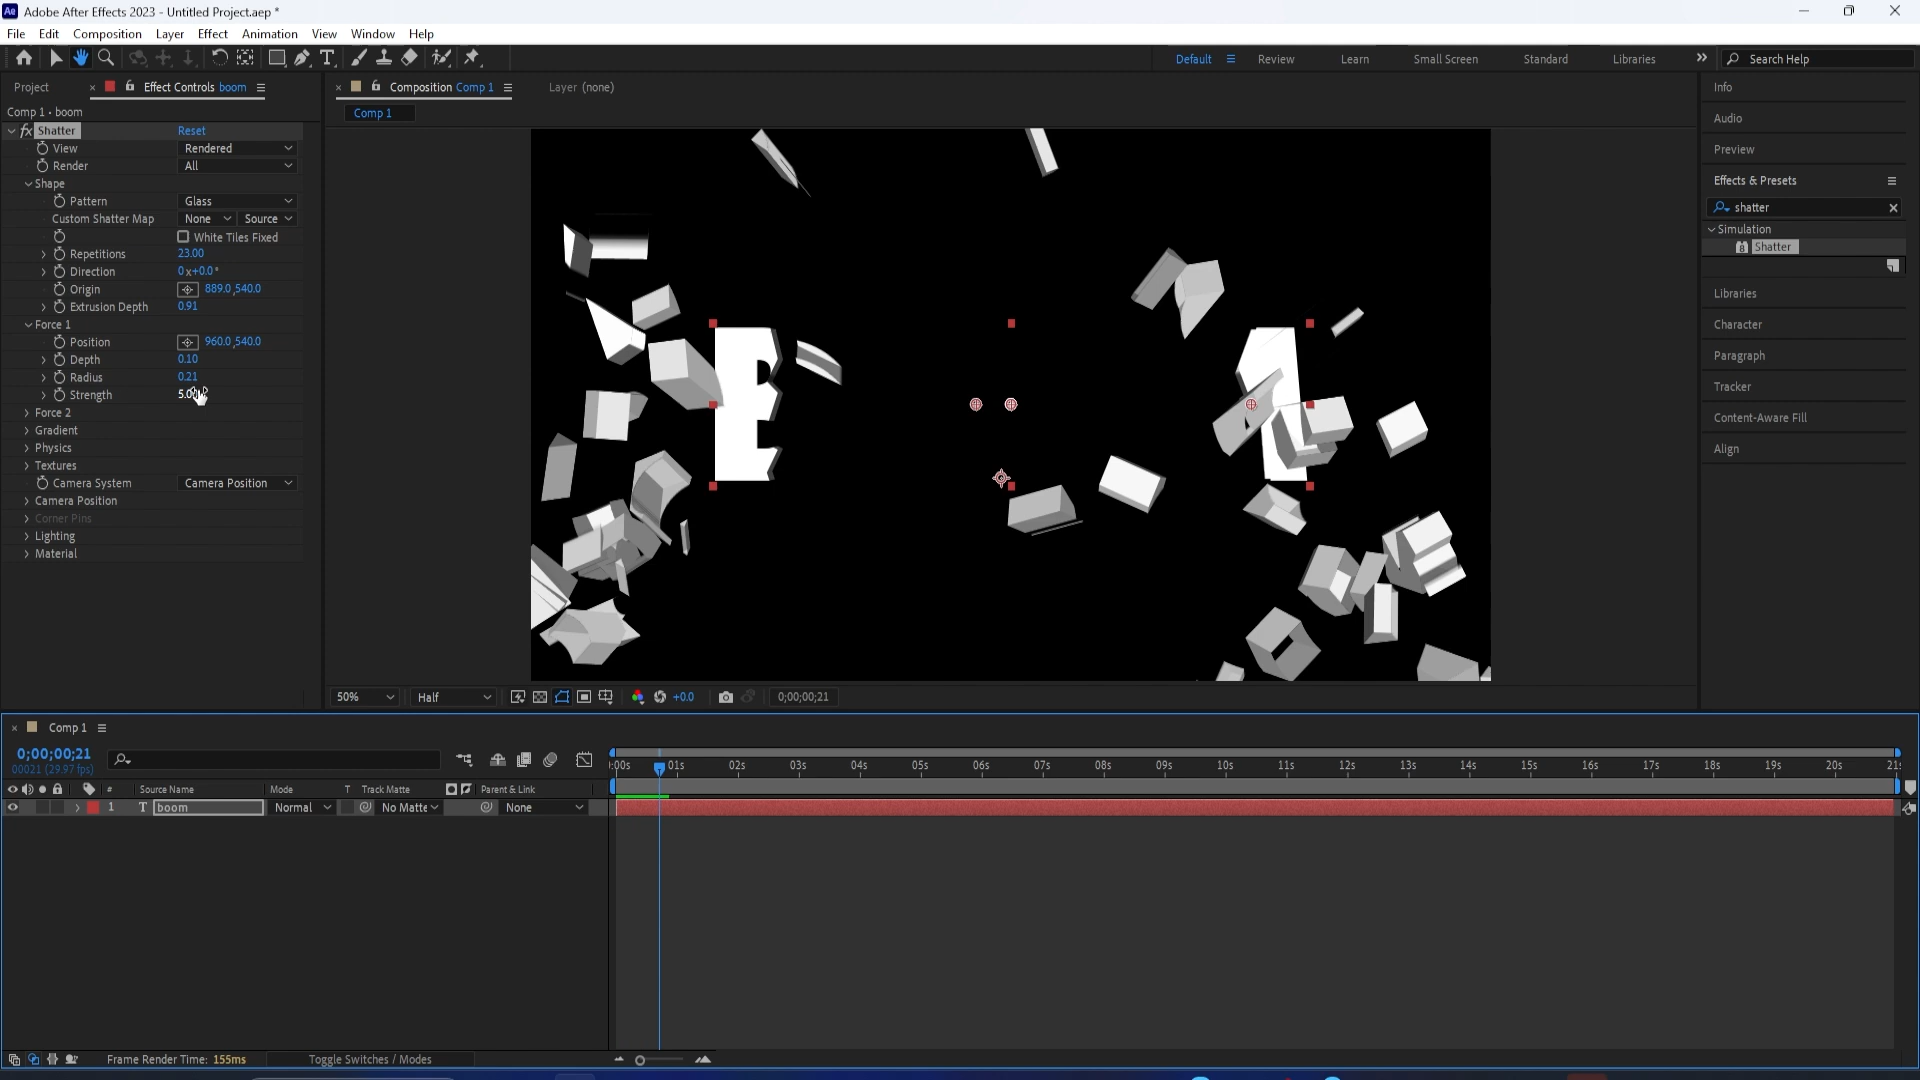 Ae Adobe After Effects 2023 - Untitled Project.aep *
File Edit Composition Layer Effect Animation View Window Help
Default Review Learn Small Screen Standard Libraries Search Help
Project × Effect Controls boom × Composition Comp 1 Layer (none) Info
Comp 1 • boom Comp 1
fx Shatter Reset
View Rendered
Render All
Shape
Pattern Glass
Custom Shatter Map None Source
White Tiles Fixed
Repetitions 23.00
Direction 0x+0.0°
Origin 889.0,540.0
Extrusion Depth 0.91
Force 1
Position 960.0,540.0
Depth 0.10
Radius 0.21
Strength
Force 2
Gradient
Physics
Textures
Camera System Camera Position
Camera Position
Corner Pins
Lighting
Material
Audio
Preview
Effects & Presets
shatter
Simulation
Shatter
Libraries
Character
Paragraph
Tracker
Content-Aware Fill
Align
50% Half +0.0 0;00;00;21
× Comp 1
0;00;00;21
00021 (29.97 fps)
:00s 01s 02s 03s 04s 05s 06s 07s 08s 09s 10s 11s 12s 13s 14s 15s 16s 17s 18s 19s 20s 21s
# Source Name Mode T Track Matte Parent & Link
1 T boom Normal No Matte None
Frame Render Time: 155ms Toggle Switches / Modes